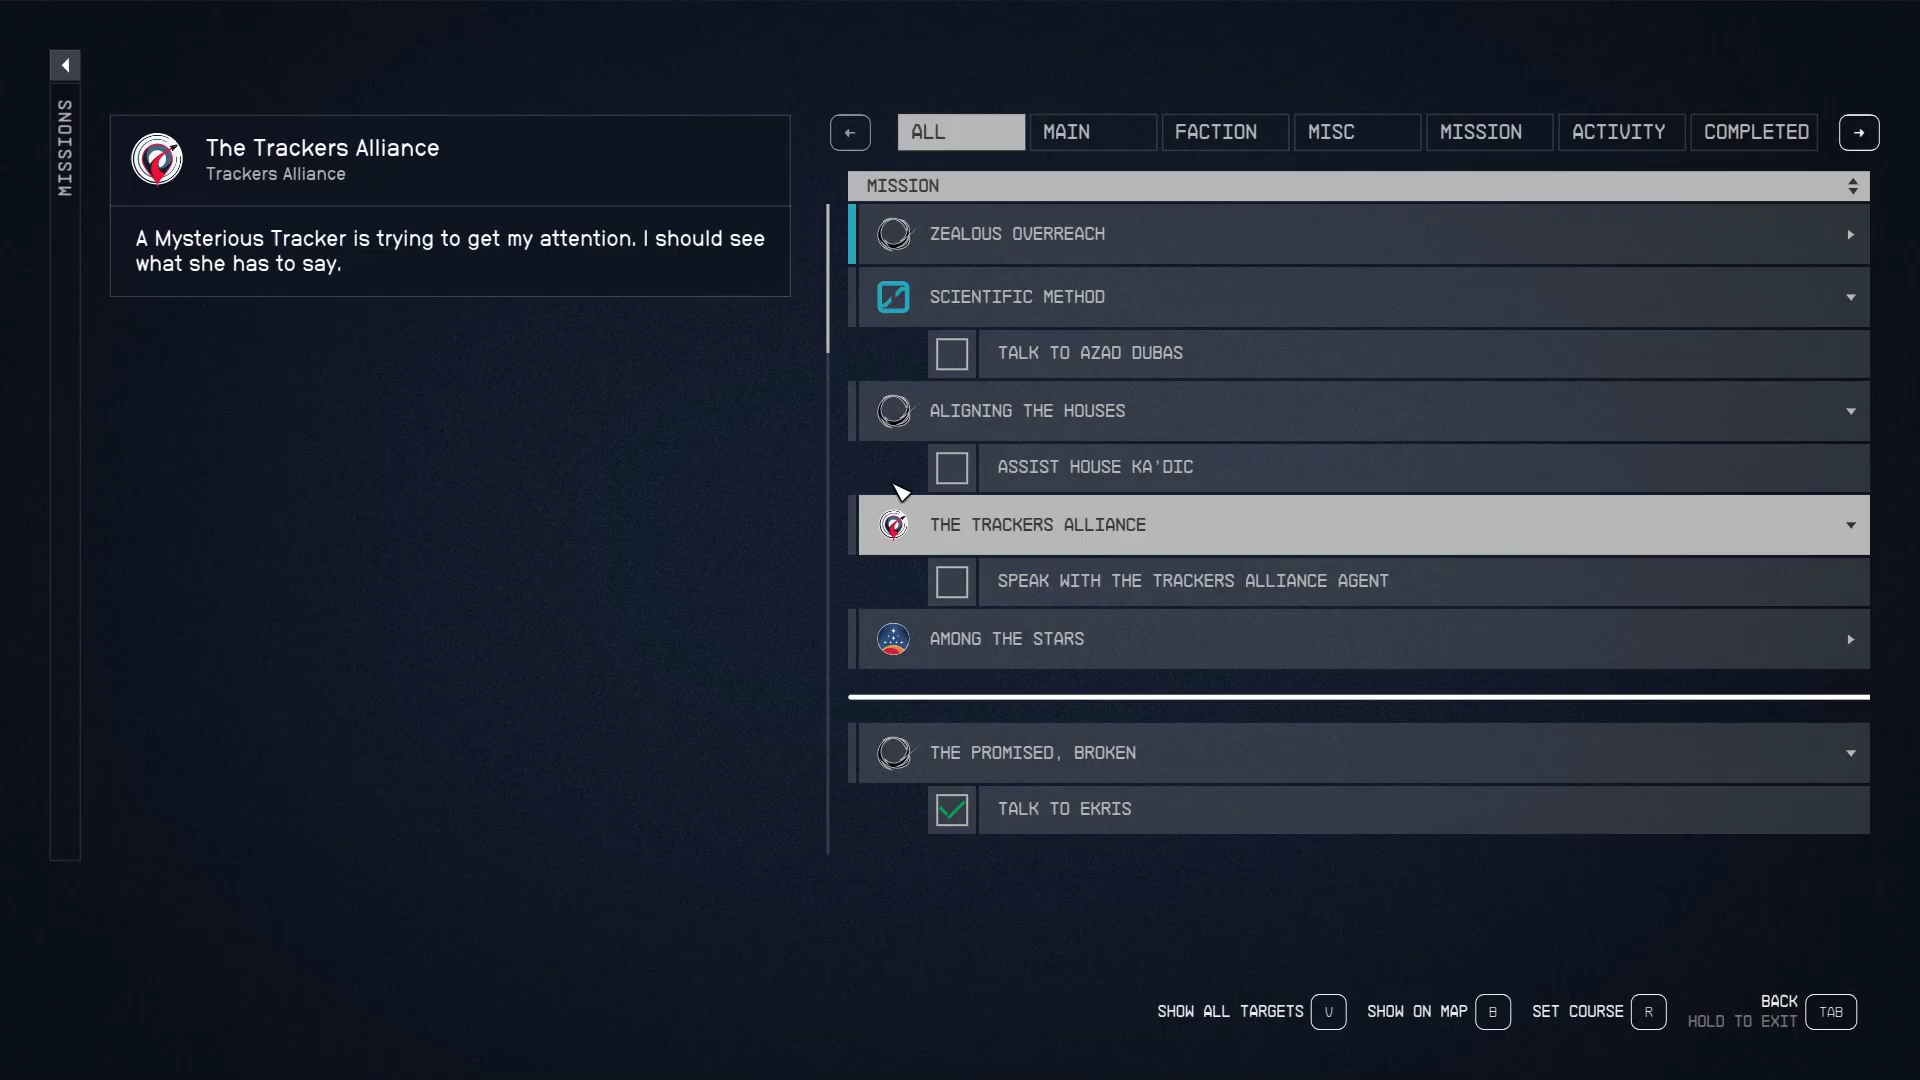 MISSIONS
The Trackers Alliance
Trackers Alliance
A Mysterious Tracker is trying to get my attention. I should see
what she has to say.
ALL
MAIN
FACTION
MISC
MISSION
ACTIVITY
COMPLETED
MISSION
ZEALOUS OVERREACH
SCIENTIFIC METHOD
TALK TO AZAD DUBAS
ALIGNING THE HOUSES
ASSIST HOUSE KA'DIC
THE TRACKERS ALLIANCE
SPEAK WITH THE TRACKERS ALLIANCE AGENT
AMONG THE STARS
THE PROMISED, BROKEN
TALK TO EKRIS
SHOW ALL TARGETS V
SHOW ON MAP B
SET COURSE R
BACK
HOLD TO EXIT
TAB